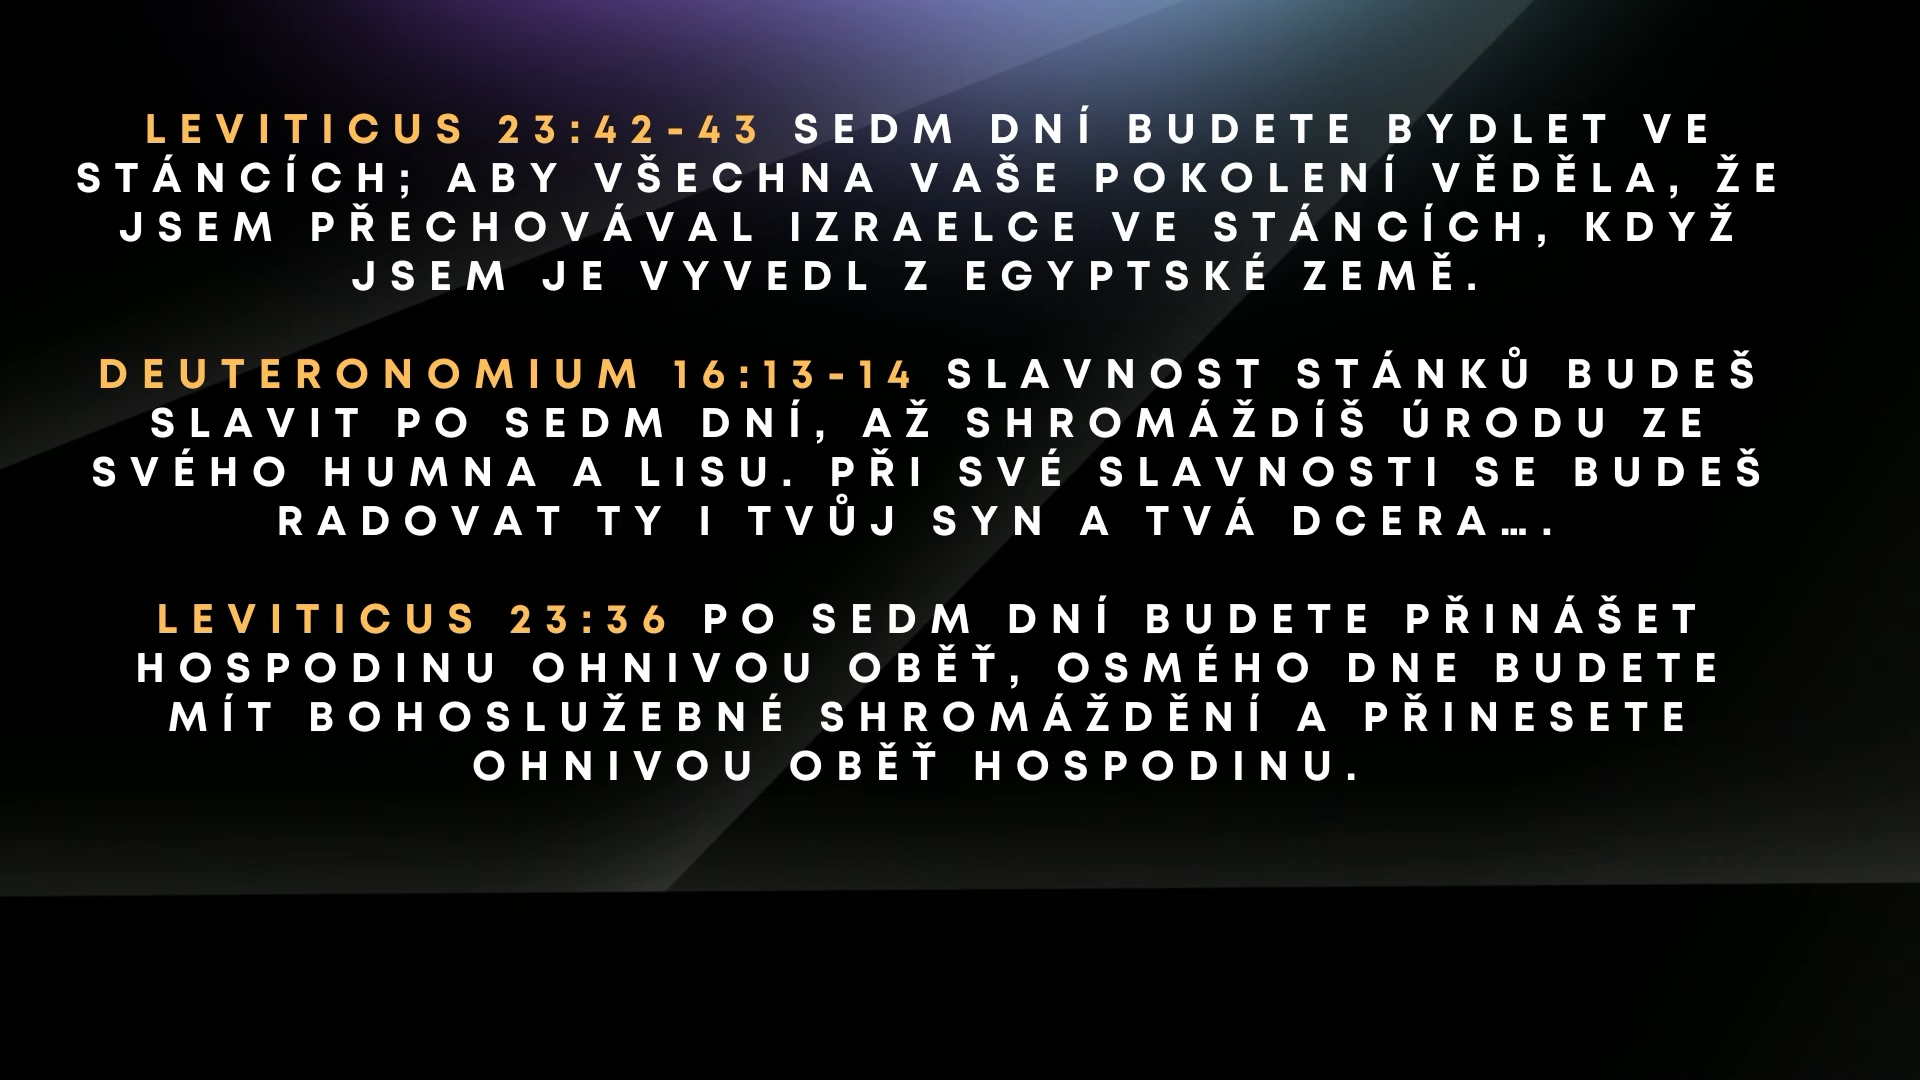 LEVITICUS 23:42-43 SEDM DNÍ BUDETE BYDLET VE
STÁNCÍCH; ABY VŠECHNA VAŠE POKOLENÍ VĚDĚLA, ŽE
JSEM PŘECHOVÁVAL IZRAELCE VE STÁNCÍCH, KDYŽ
JSEM JE VYVEDL Z EGYPTSKÉ ZEMĚ.
DEUTERONOMIUM 16:13-14 SLAVNOST STÁNKŮ BUDEŠ
SLAVIT PO SEDM DNÍ, AŽ SHROMÁŽDÍŠ ÚRODU ZE
SVÉHO HUMNA A LISU. PŘI SVÉ SLAVNOSTI SE BUDEŠ
RADOVAT TY I TVŮJ SYN A TVÁ DCERA….
LEVITICUS 23:36 PO SEDM DNÍ BUDETE PŘINÁŠET
HOSPODINU OHNIVOU OBĚŤ, OSMÉHO DNE BUDETE
MÍT BOHOSLUŽEBNÉ SHROMÁŽDĚNÍ A PŘINESETE
OHNIVOU OBĚŤ HOSPODINU.